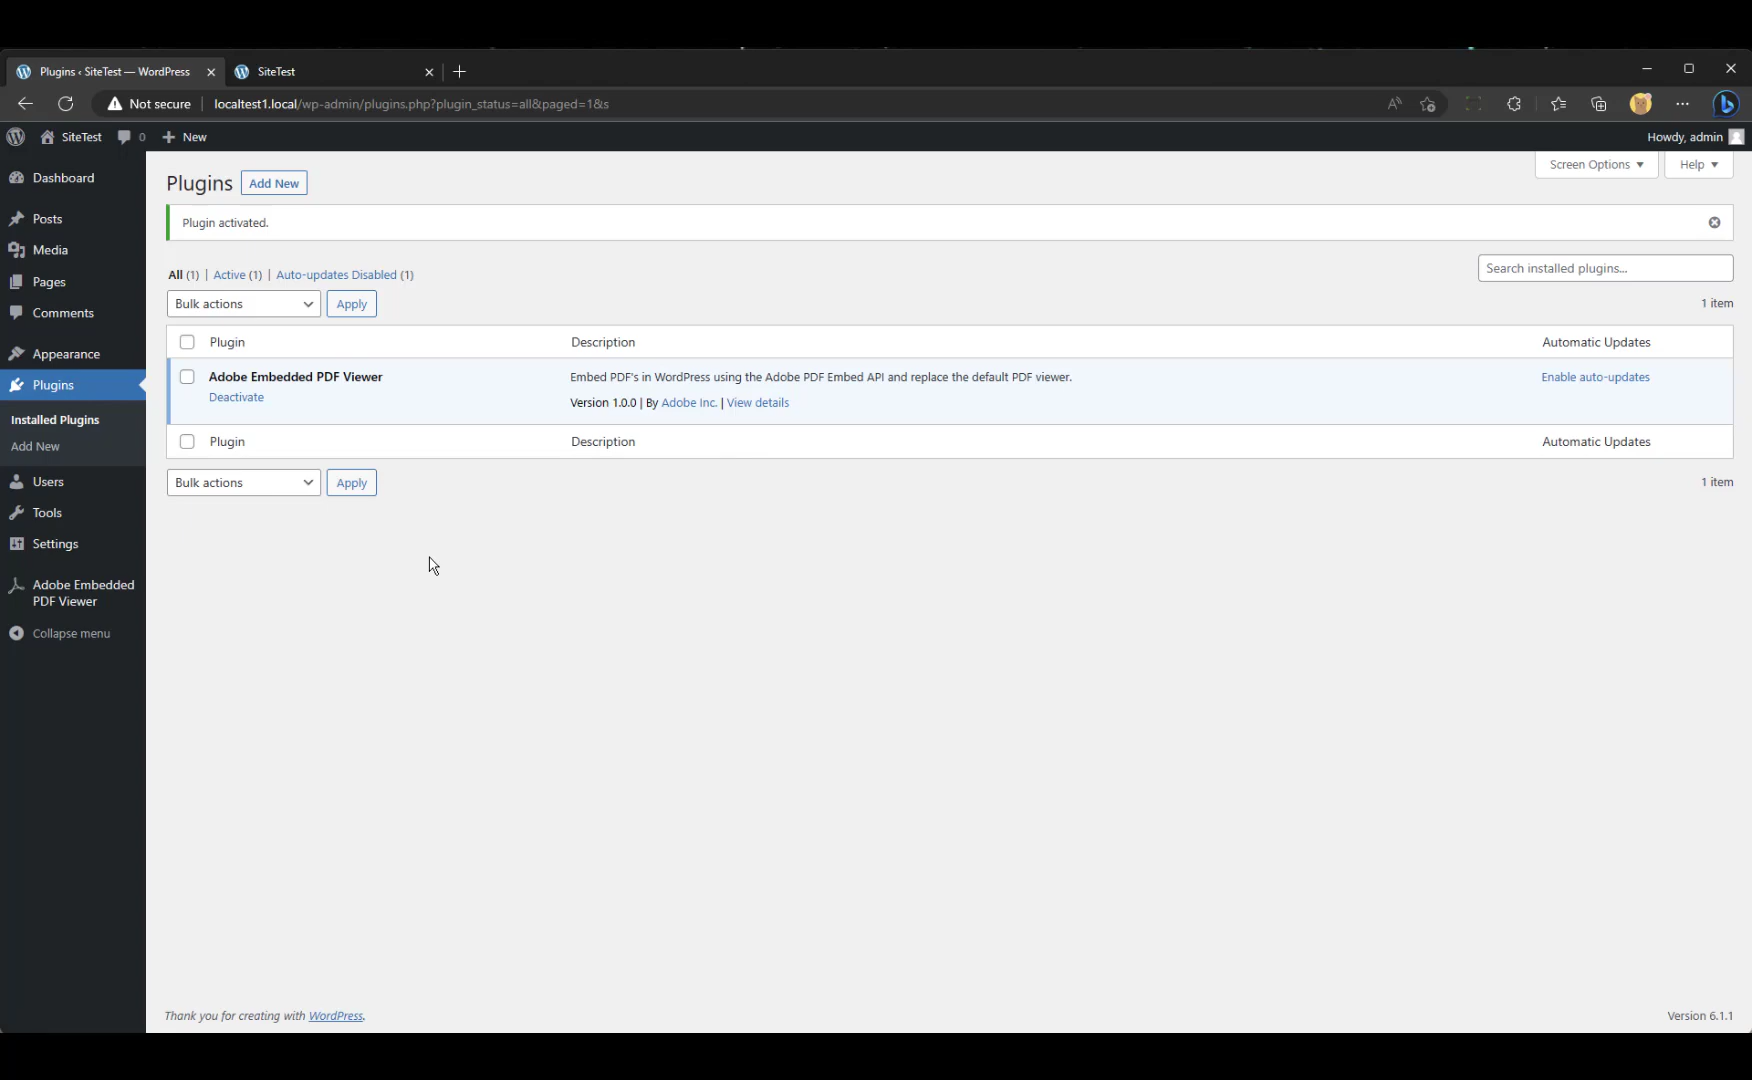 Plugins ‹ SiteTest — WordPress
SiteTest
Not secure
localtest1.local/wp-admin/plugins.php?plugin_status=all&paged=1&s
SiteTest
0
New
Howdy, admin
Dashboard
Posts
Media
Pages
Comments
Appearance
Plugins
Installed Plugins
Add New
Users
Tools
Settings
Adobe Embedded
PDF Viewer
Collapse menu
Screen Options
Help
Plugins
Add New
Plugin activated.
All (1) | Active (1) | Auto-updates Disabled (1)
Search installed plugins...
Bulk actions
Apply
1 item
Plugin
Description
Automatic Updates
Adobe Embedded PDF Viewer
Embed PDF's in WordPress using the Adobe PDF Embed API and replace the default PDF viewer.
Enable auto-updates
Deactivate
Version 1.0.0 | By Adobe Inc. | View details
Plugin
Description
Automatic Updates
Bulk actions
Apply
1 item
Thank you for creating with WordPress.
Version 6.1.1